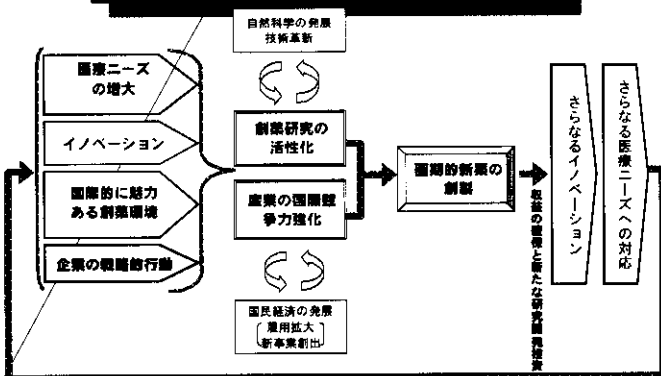 自然科学の発展
技術革新
医療ニーズ
の増大
イノベーション
国際的に魅力
ある創薬環境
企業の戦略的行動
創薬研究の
活性化
産業の国際競
争力強化
国民経済の発展
雇用拡大
新事業創出
画期的新薬の
創製
収益の確保と新たな研究開発投資
さらなるイノベーション
さらなる医療ニーズへの対応